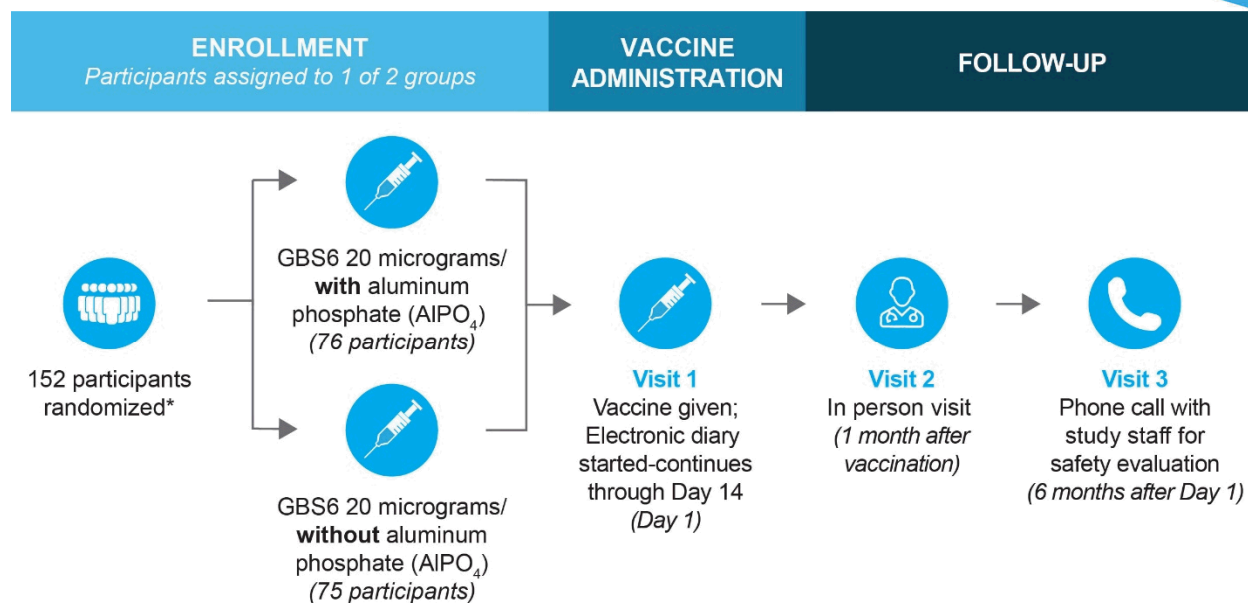 ENROLLMENT
Participants assigned to 1 of 2 groups
VACCINE
ADMINISTRATION
FOLLOW-UP
152 participants
randomized*
GBS6 20 micrograms/
with aluminum
phosphate (AlPO₄)
(76 participants)
GBS6 20 micrograms/
without aluminum
phosphate (AlPO₄)
(75 participants)
Visit 1
Vaccine given;
Electronic diary
started-continues
through Day 14
(Day 1)
Visit 2
In person visit
(1 month after
vaccination)
Visit 3
Phone call with
study staff for
safety evaluation
(6 months after Day 1)